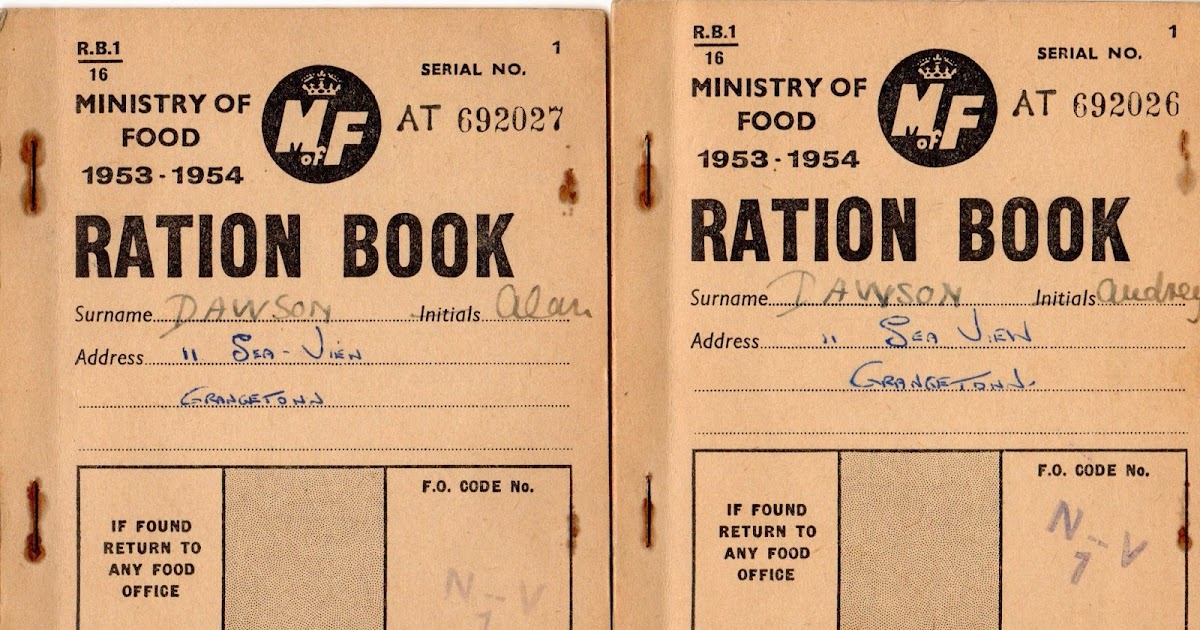 R.B.1
16
1
SERIAL NO.
MINISTRY OF
FOOD
1953-1954
M of F
AT 692027
RATION BOOK
Surname DAWSON Initials Alan
Address 11 SEA-VIEW
GRANGETOWN
IF FOUND
RETURN TO
ANY FOOD
OFFICE
F.O. CODE No.
N-V
7
R.B.1
16
1
SERIAL NO.
MINISTRY OF
FOOD
1953-1954
M of F
AT 692026
RATION BOOK
Surname DAWSON Initials Audrey
Address 11 SEA VIEW
GRANGETOWN
IF FOUND
RETURN TO
ANY FOOD
OFFICE
F.O. CODE No.
N-V
7